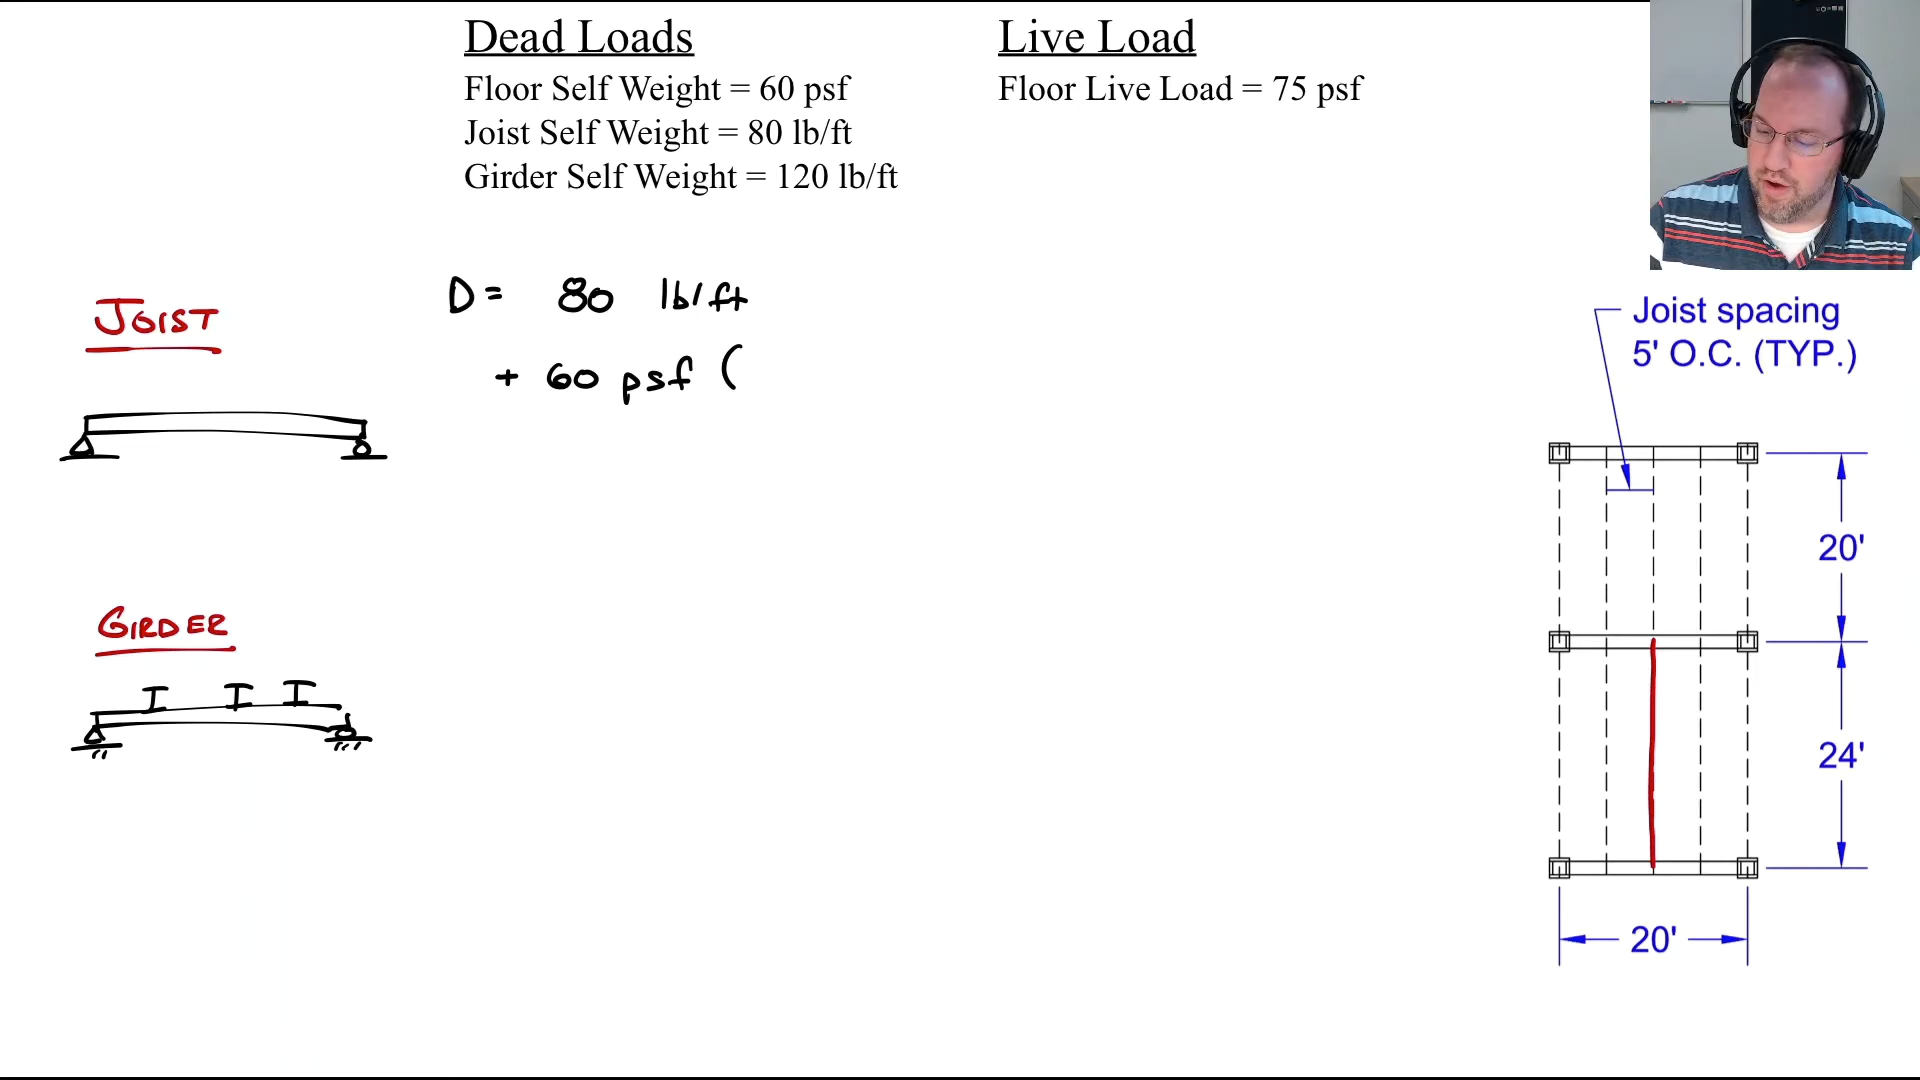 Dead Loads
Floor Self Weight = 60 psf
Joist Self Weight = 80 lb/ft
Girder Self Weight = 120 lb/ft
Live Load
Floor Live Load = 75 psf
JOIST
D = 80 lb/ft
+ 60 psf (
GIRDER
Joist spacing
5' O.C. (TYP.)
20'
24'
20'